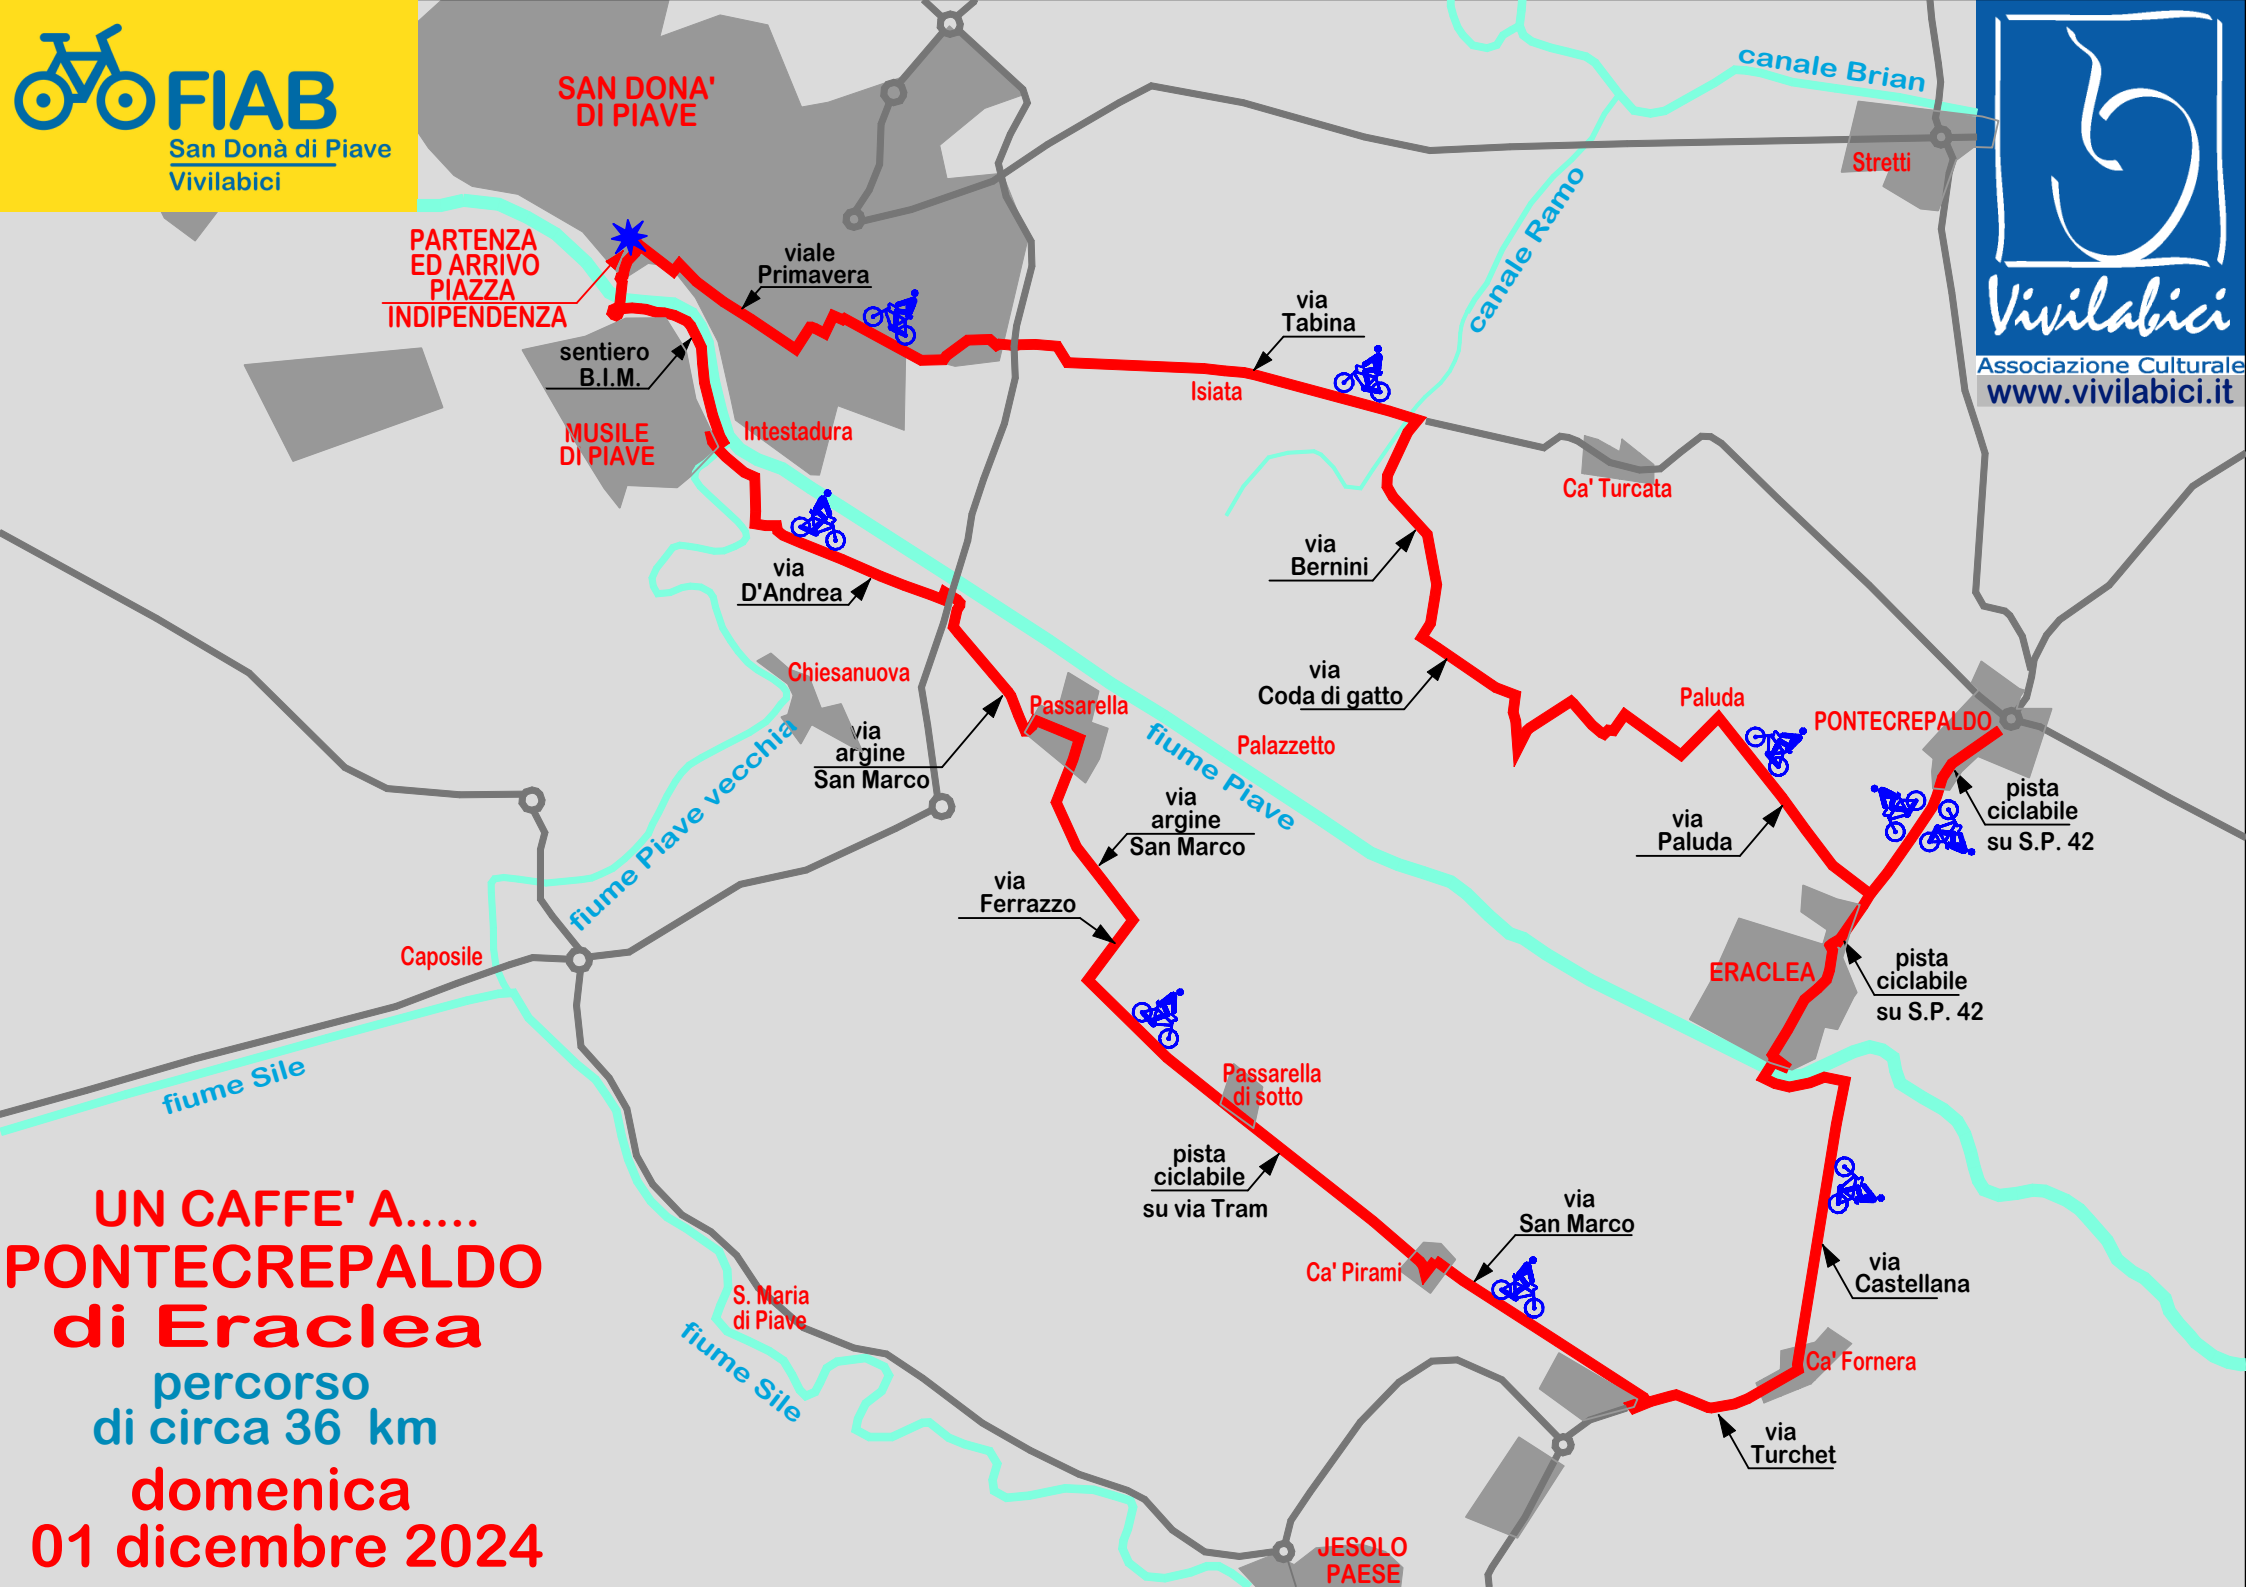 FIAB
San Donà di Piave
Vivilabici
SAN DONA'
DI PIAVE
canale Brian
Stretti
Vivilabici
Associazione Culturale
www.vivilabici.it
PARTENZA
ED ARRIVO
PIAZZA
INDIPENDENZA
viale
Primavera
canale Ramo
via
Tabina
Isiata
sentiero
B.I.M.
MUSILE
DI PIAVE
Intestadura
Ca' Turcata
via
Bernini
via
D'Andrea
via
Coda di gatto
Chiesanuova
Passarella
Paluda
PONTECREPALDO
via
argine
San Marco
fiume Piave
Palazzetto
fiume Piave vecchia
via
argine
San Marco
via
Paluda
pista
ciclabile
su S.P. 42
via
Ferrazzo
Caposile
ERACLEA
pista
ciclabile
su S.P. 42
fiume Sile
Passarella
di sotto
pista
ciclabile
su via Tram
via
San Marco
via
Castellana
Ca' Pirami
S. Maria
di Piave
fiume Sile
Ca' Fornera
via
Turchet
JESOLO
PAESE
UN CAFFE' A.....
PONTECREPALDO
di Eraclea
percorso
di circa 36 km
domenica
01 dicembre 2024